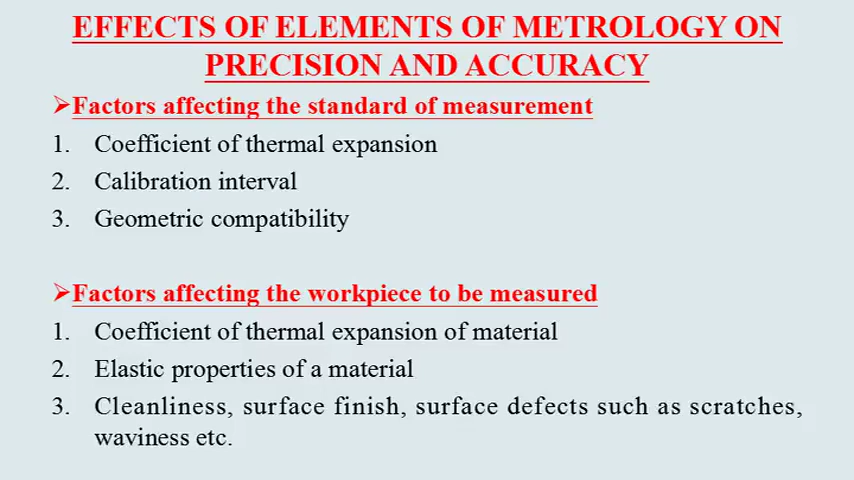 EFFECTS OF ELEMENTS OF METROLOGY ON
PRECISION AND ACCURACY
➢Factors affecting the standard of measurement
1. Coefficient of thermal expansion
2. Calibration interval
3. Geometric compatibility
➢Factors affecting the workpiece to be measured
1. Coefficient of thermal expansion of material
2. Elastic properties of a material
3. Cleanliness, surface finish, surface defects such as scratches,
waviness etc.